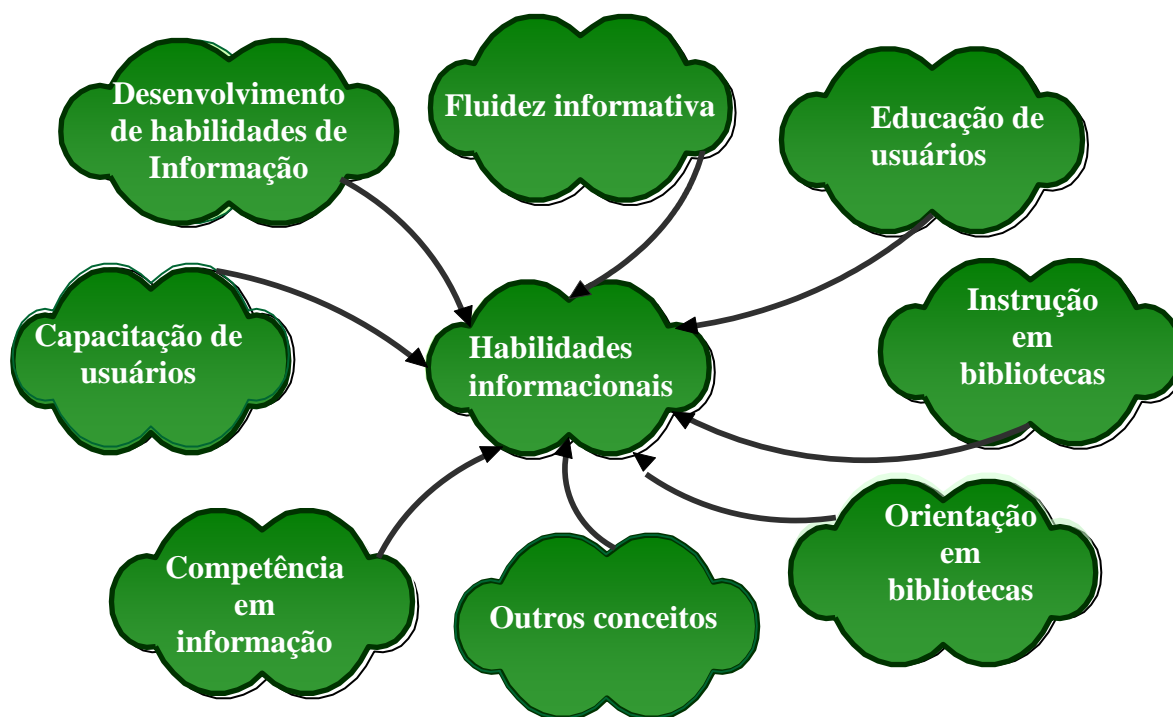 Desenvolvimento
de habilidades de
Informação
Fluidez informativa
Educação de
usuários
Capacitação de
usuários
Habilidades
informacionais
Instrução
em
bibliotecas
Competência
em
informação
Outros conceitos
Orientação
em
bibliotecas